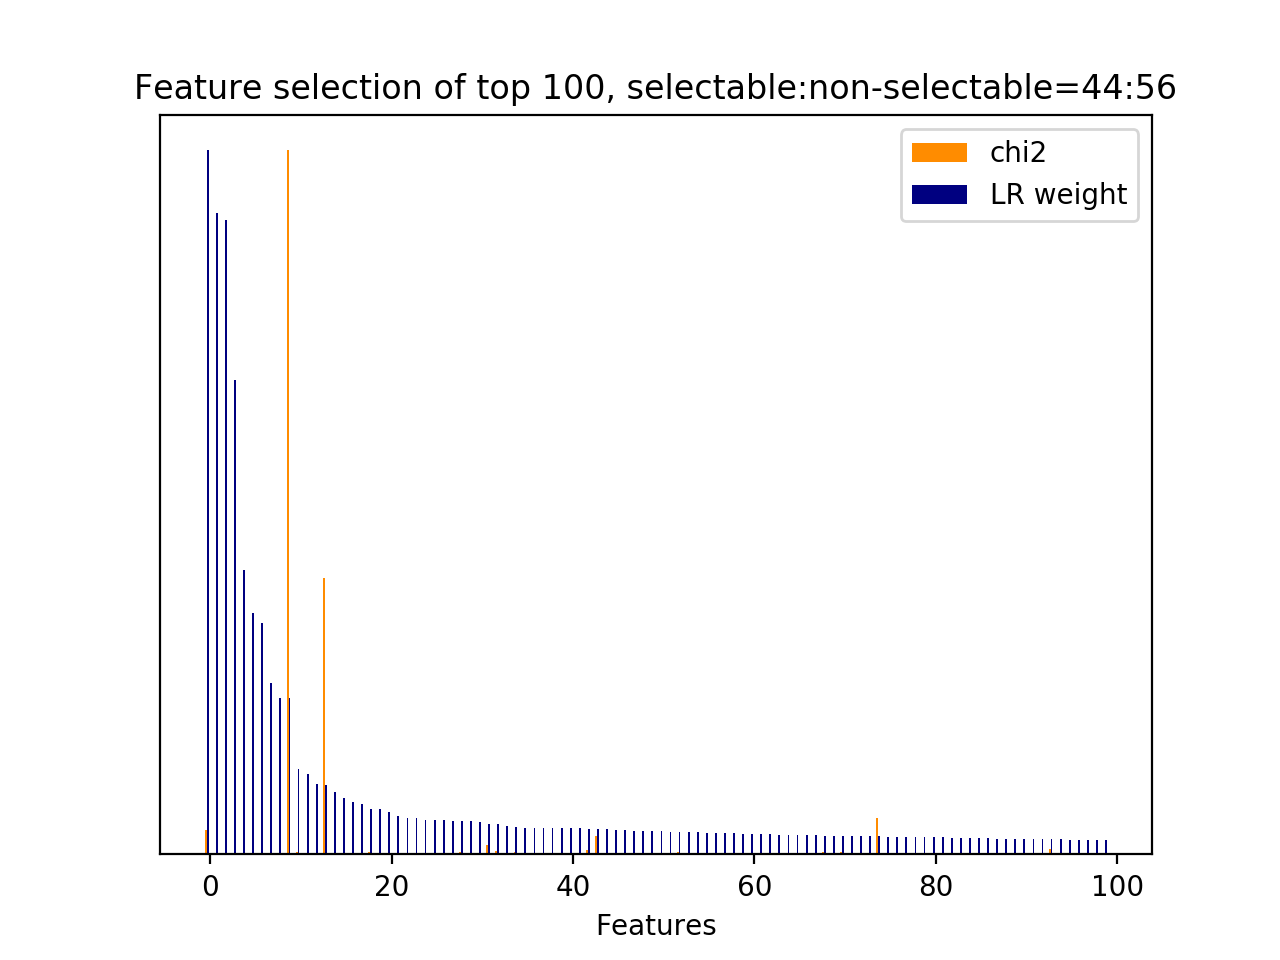 Feature selection of top 100, selectable:non-selectable=44:56
chi2
LR weight
0 20 40 60 80 100
Features